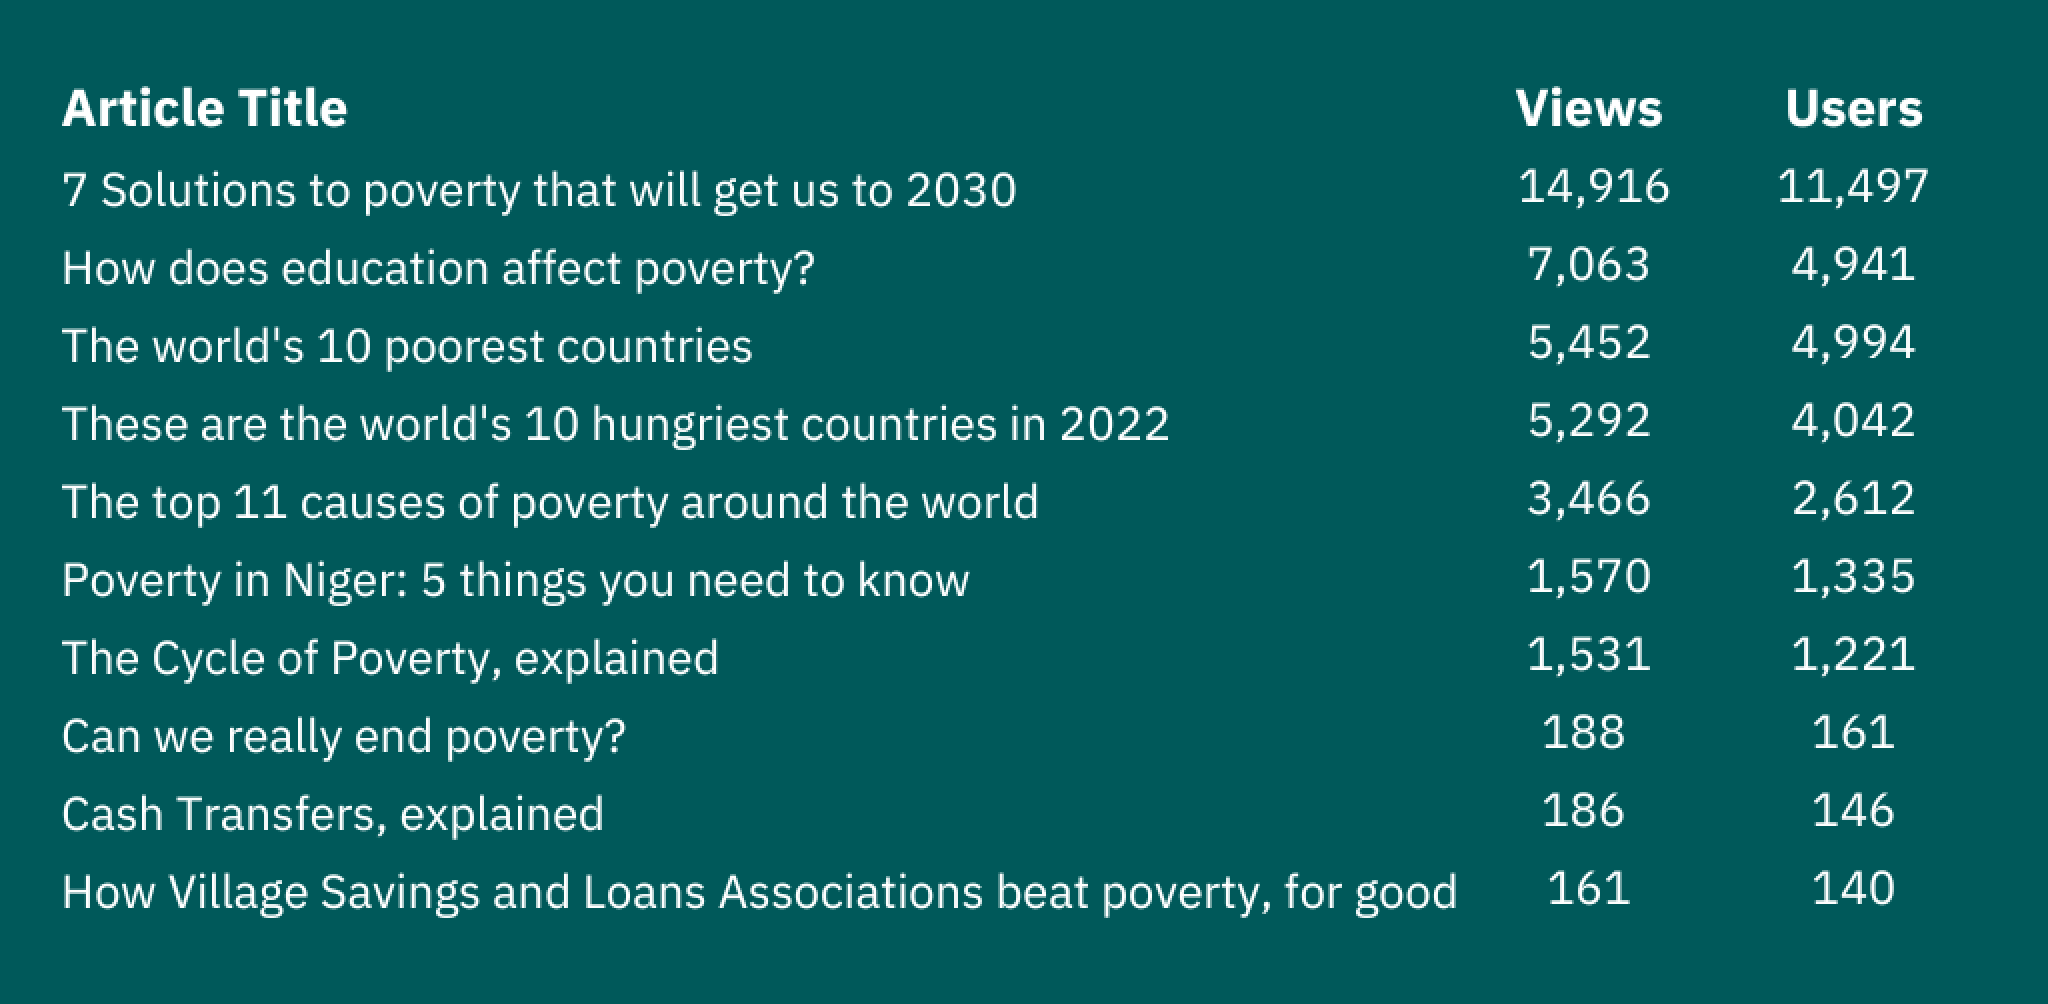 Article Title Views Users
7 Solutions to poverty that will get us to 2030 14,916 11,497
How does education affect poverty? 7,063 4,941
The world's 10 poorest countries 5,452 4,994
These are the world's 10 hungriest countries in 2022 5,292 4,042
The top 11 causes of poverty around the world 3,466 2,612
Poverty in Niger: 5 things you need to know 1,570 1,335
The Cycle of Poverty, explained 1,531 1,221
Can we really end poverty? 188 161
Cash Transfers, explained 186 146
How Village Savings and Loans Associations beat poverty, for good 161 140